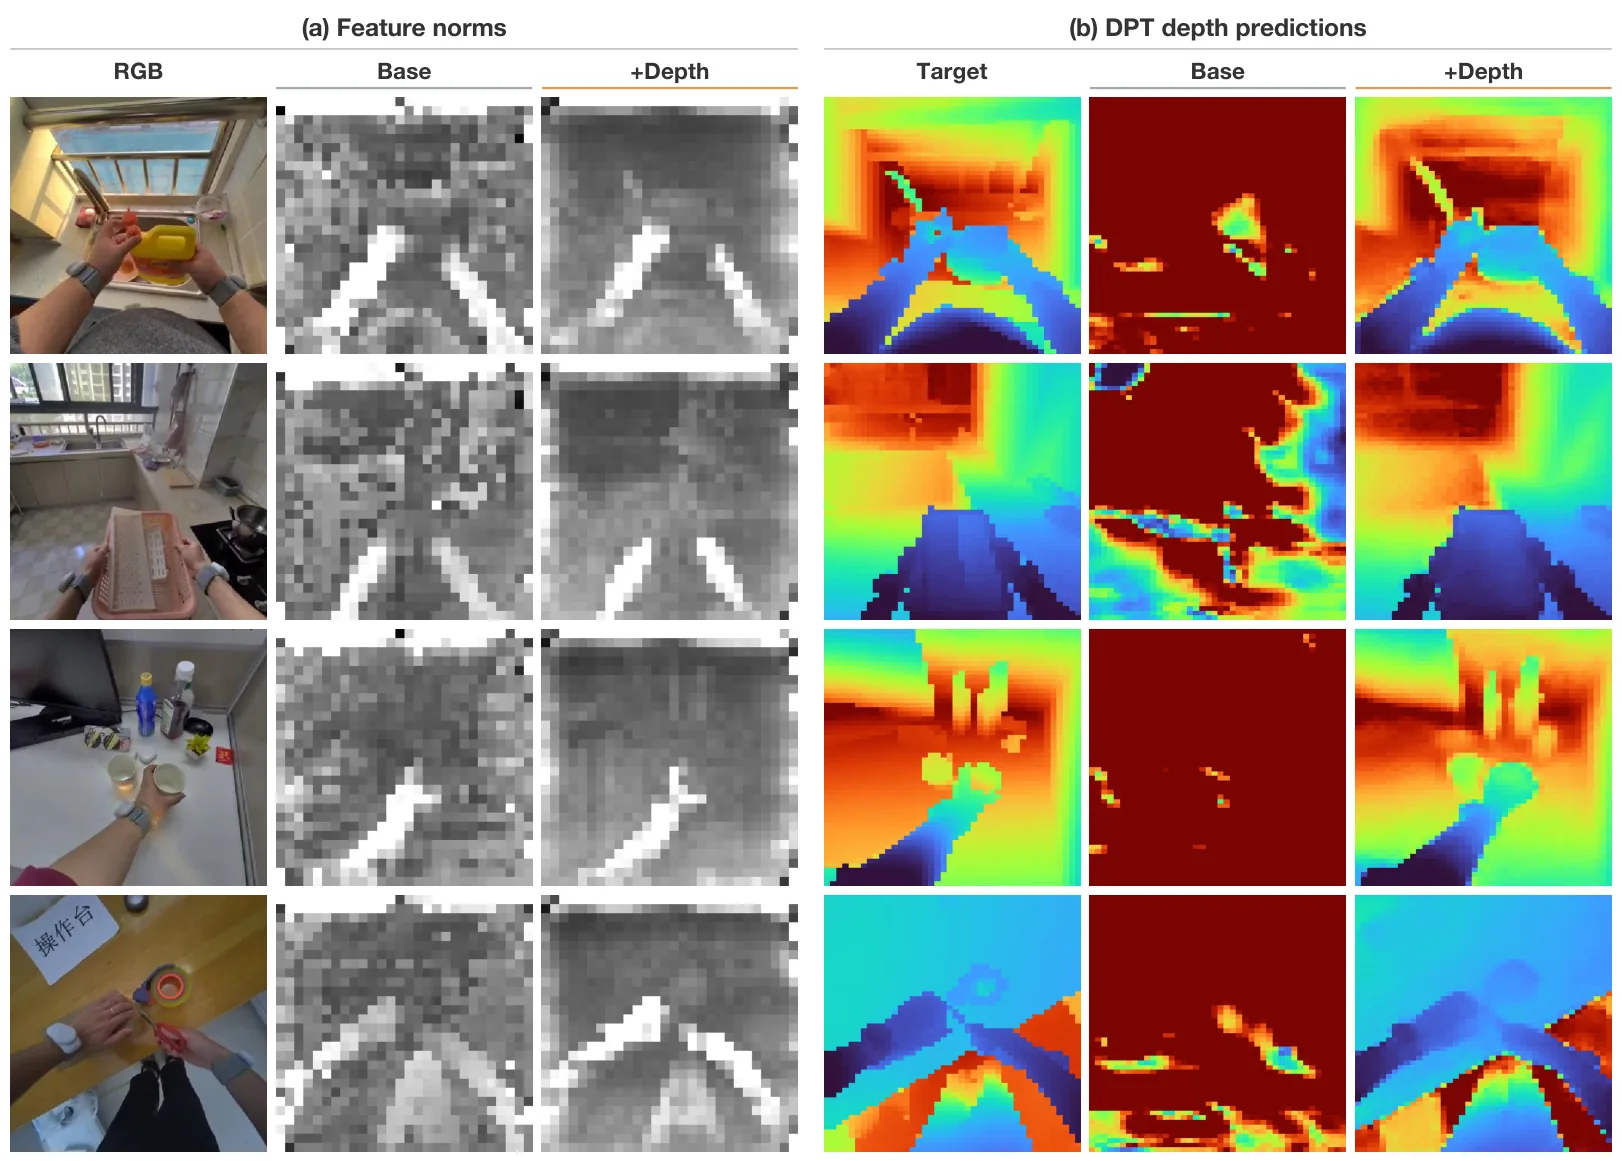 (a) Feature norms
(b) DPT depth predictions
RGB
Base
+Depth
Target
Base
+Depth
操作台